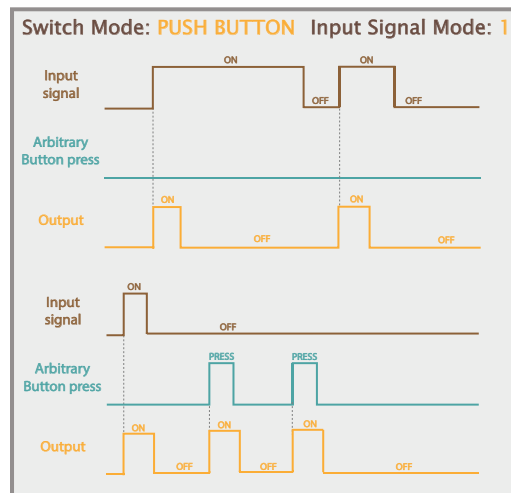 Switch Mode: PUSH BUTTON Input Signal Mode: 1
ON ON
Input
signal
OFF OFF
Arbitrary
Button press
ON ON
Output
OFF OFF
ON
Input
signal
OFF
PRESS PRESS
Arbitrary
Button press
ON ON ON
Output
OFF OFF OFF